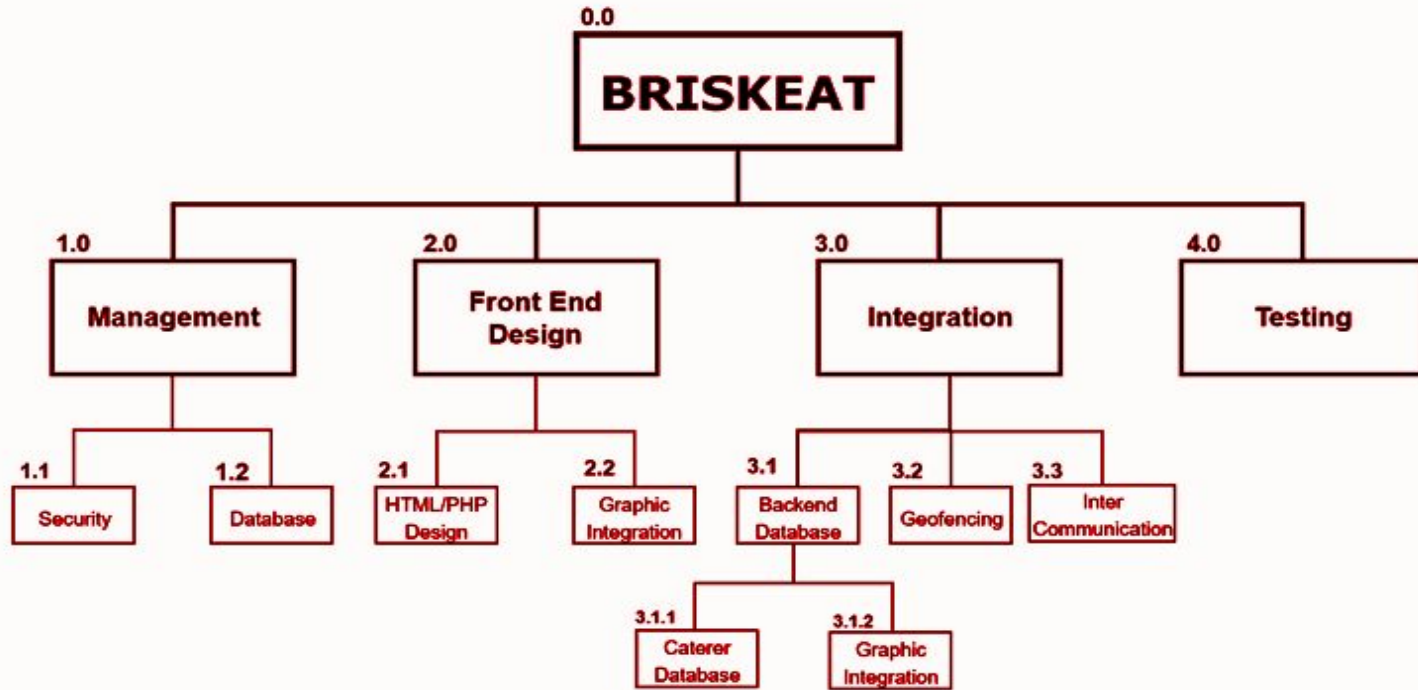 0.0
BRISKEAT
1.0
2.0
3.0
4.0
Management
Front End
Design
Integration
Testing
1.1
1.2
2.1
2.2
3.1
3.2
3.3
Security
Database
HTML/PHP
Design
Graphic
Integration
Backend
Database
Geofencing
Inter
Communication
3.1.1
3.1.2
Caterer
Database
Graphic
Integration